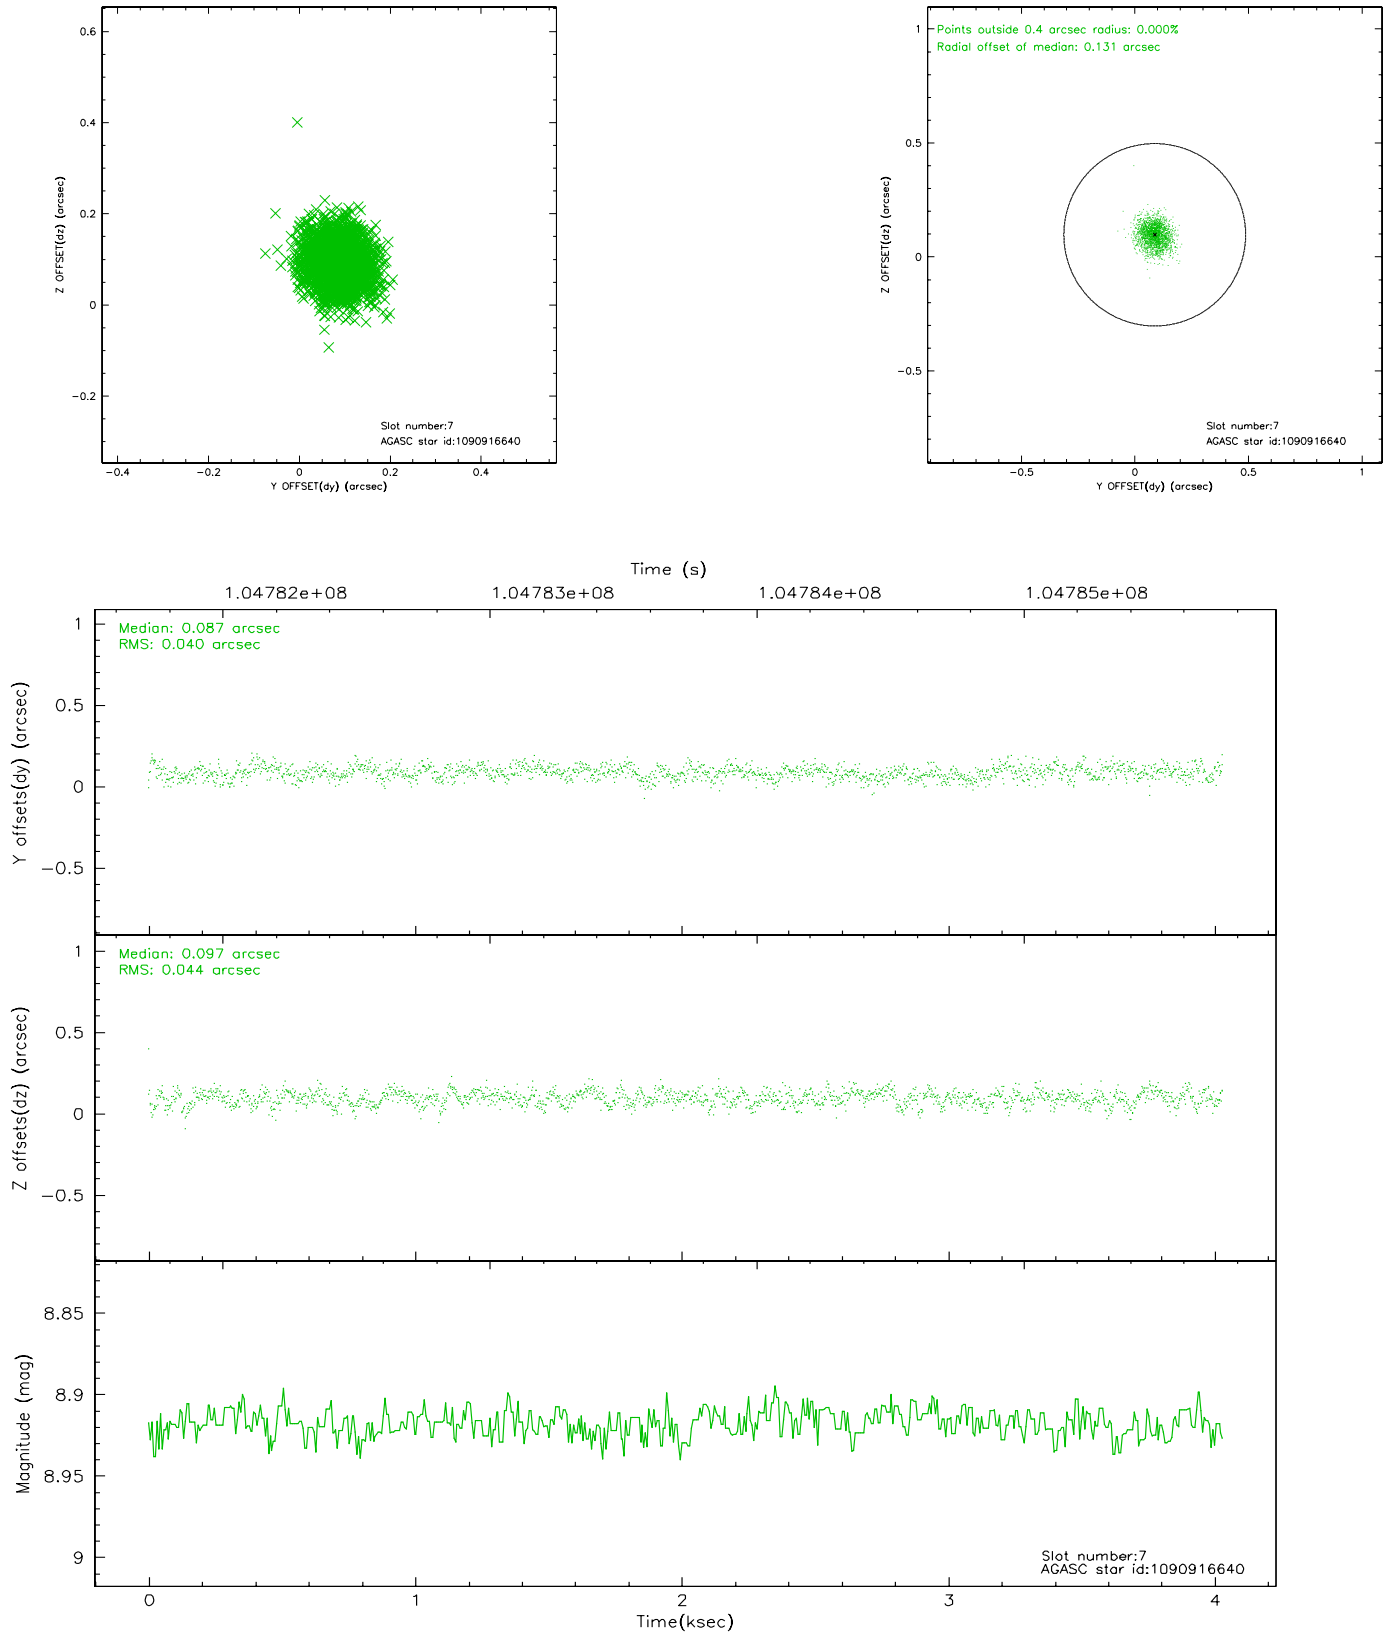 0.6
0.4
0.2
0
−0.2
−0.4
−0.2
0
0.2
0.4
Z OFFSET(dz) (arcsec)
Y OFFSET(dy) (arcsec)
Slot number:7
AGASC star id:1090916640
Points outside 0.4 arcsec radius: 0.000%
Radial offset of median: 0.131 arcsec
1
0.5
0
−0.5
−0.5
0
0.5
1
Z OFFSET(dz) (arcsec)
Y OFFSET(dy) (arcsec)
Slot number:7
AGASC star id:1090916640
Time (s)
1.04782e+08
1.04783e+08
1.04784e+08
1.04785e+08
Median: 0.087 arcsec
RMS: 0.040 arcsec
1
0.5
0
−0.5
Y offsets(dy) (arcsec)
Median: 0.097 arcsec
RMS: 0.044 arcsec
1
0.5
0
−0.5
Z offsets(dz) (arcsec)
8.85
8.9
8.95
9
Magnitude (mag)
Slot number:7
AGASC star id:1090916640
0
1
2
3
4
Time(ksec)